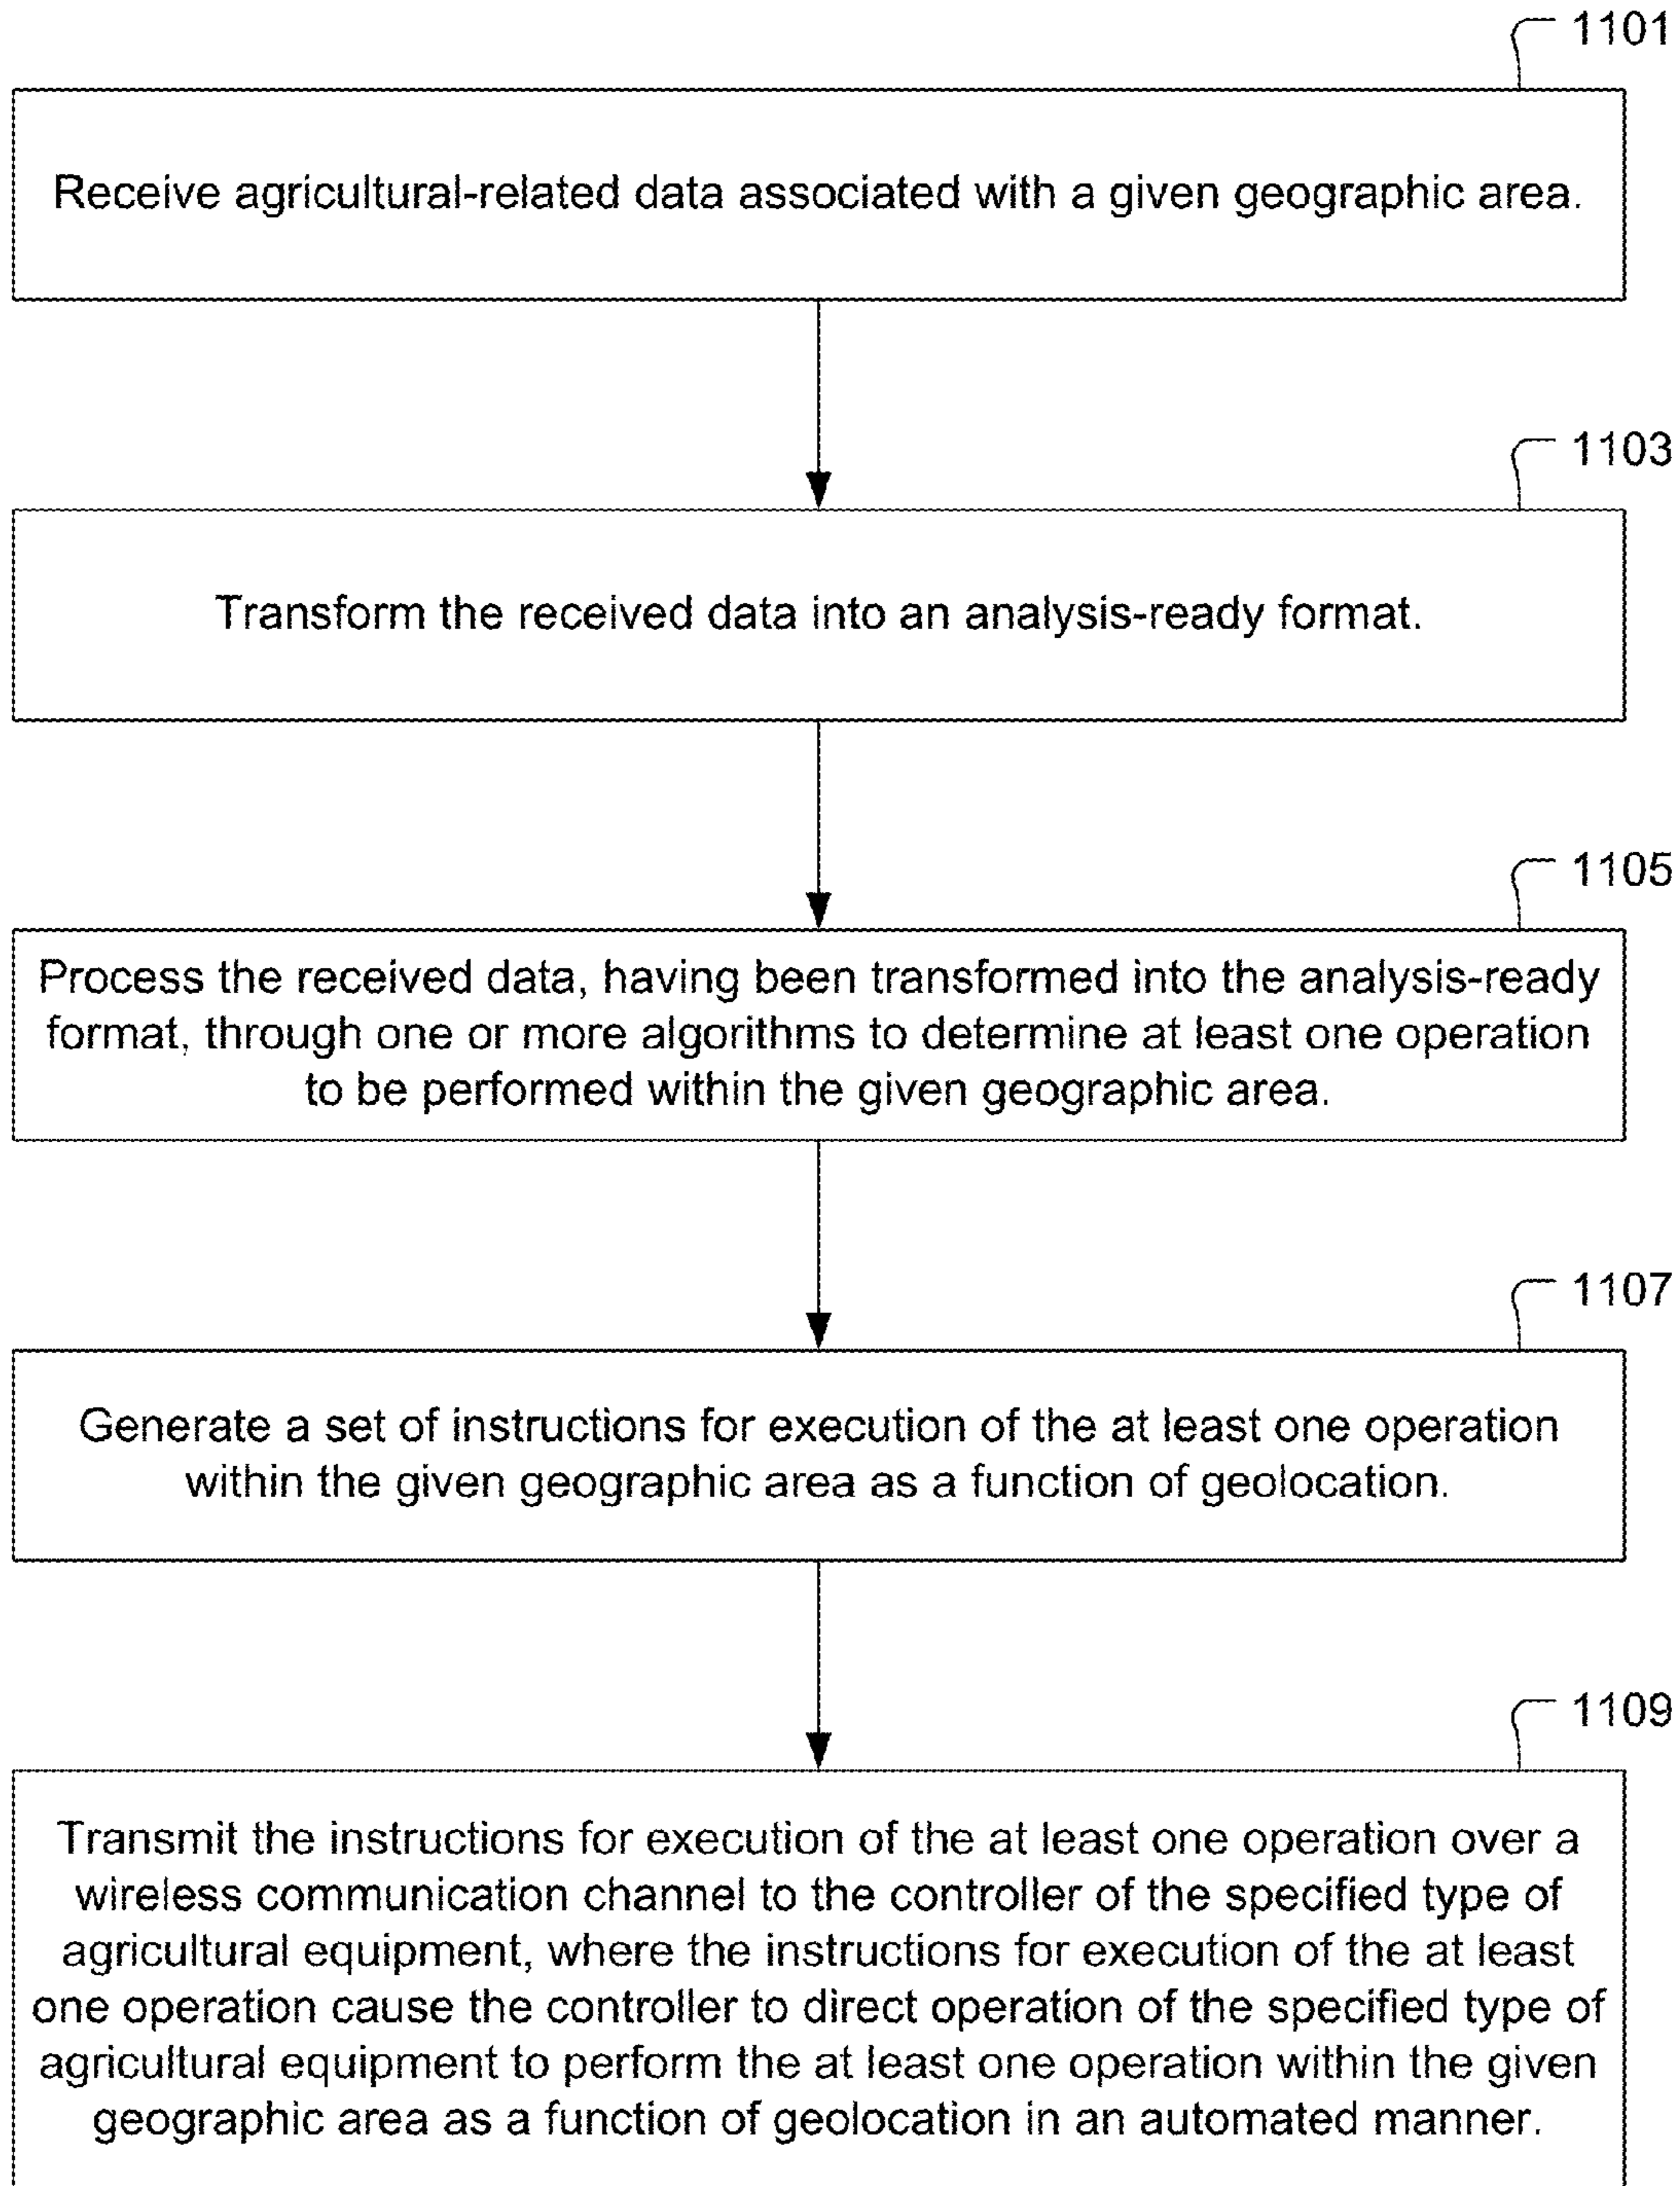 1101
Receive agricultural-related data associated with a given geographic area.
1103
Transform the received data into an analysis-ready format.
1105
Process the received data, having been transformed into the analysis-ready
format, through one or more algorithms to determine at least one operation
to be performed within the given geographic area.
1107
Generate a set of instructions for execution of the at least one operation
within the given geographic area as a function of geolocation.
1109
Transmit the instructions for execution of the at least one operation over a
wireless communication channel to the controller of the specified type of
agricultural equipment, where the instructions for execution of the at least
one operation cause the controller to direct operation of the specified type of
agricultural equipment to perform the at least one operation within the given
geographic area as a function of geolocation in an automated manner.